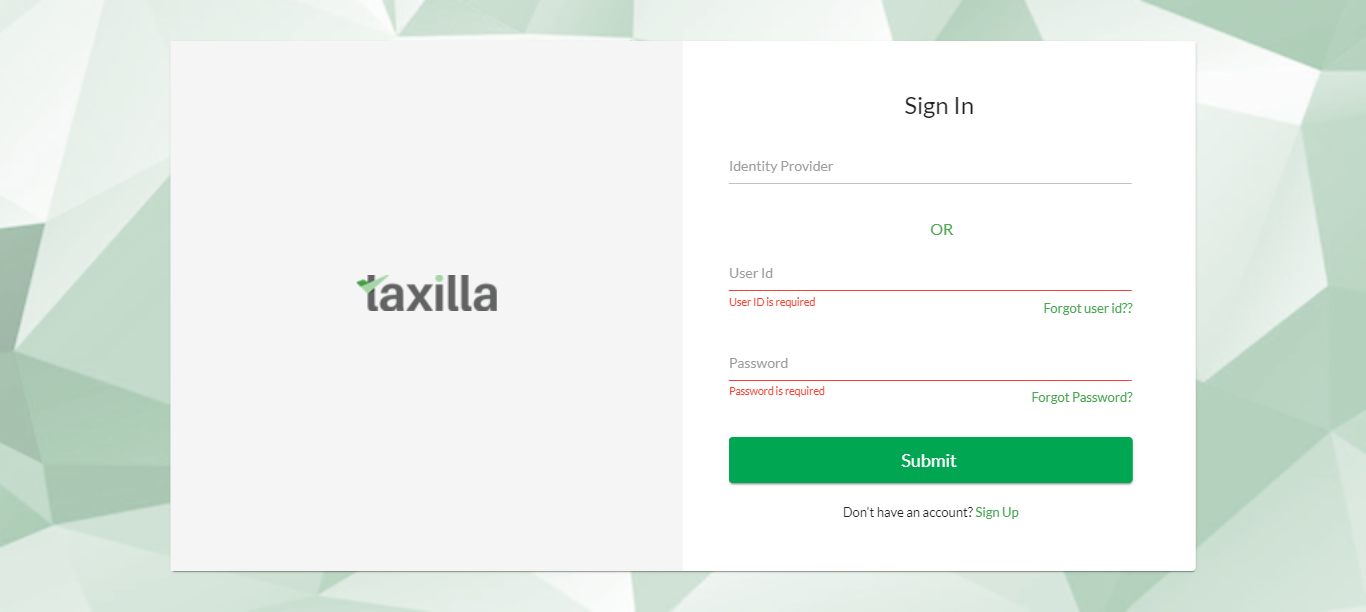 taxilla
Sign In
Identity Provider
OR
User Id
User ID is required
Forgot user id??
Password
Password is required
Forgot Password?
Submit
Don't have an account? Sign Up